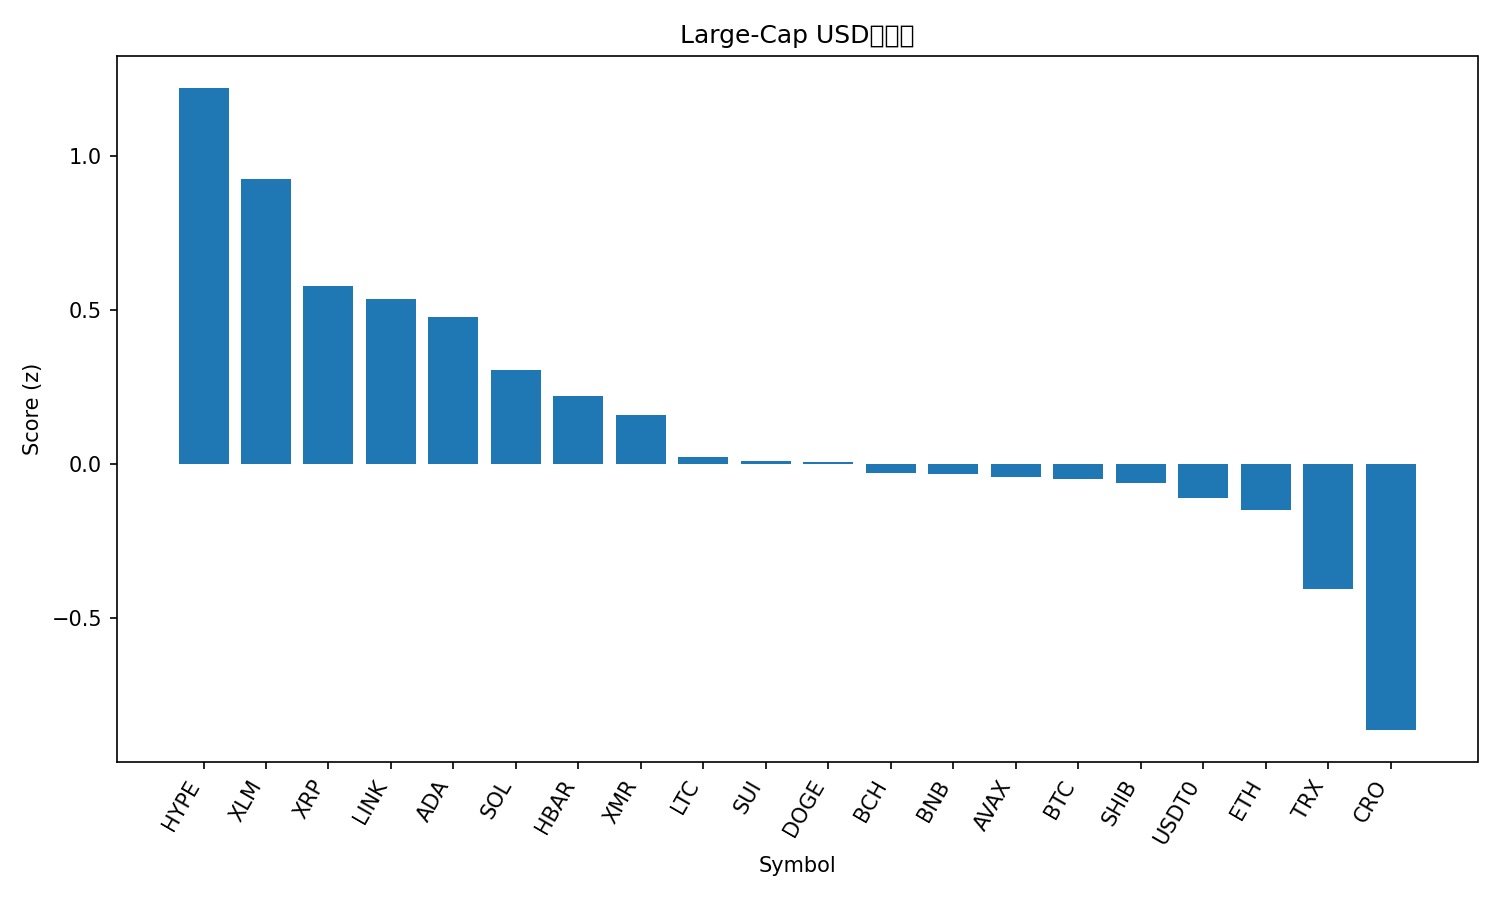 Large-Cap USD
Score (z)
1.0
0.5
0.0
−0.5
HYPE
XLM
XRP
LINK
ADA
SOL
HBAR
XMR
LTC
SUI
DOGE
BCH
BNB
AVAX
BTC
SHIB
USDT0
ETH
TRX
CRO
Symbol